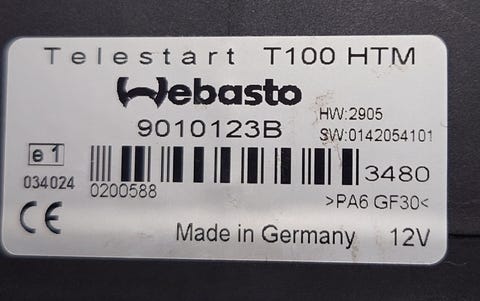 Telestart T100 HTM
Webasto
9010123B
HW:2905
SW:0142054101
e1
034024
0200588
3480
>PA6 GF30<
CE
Made in Germany 12V